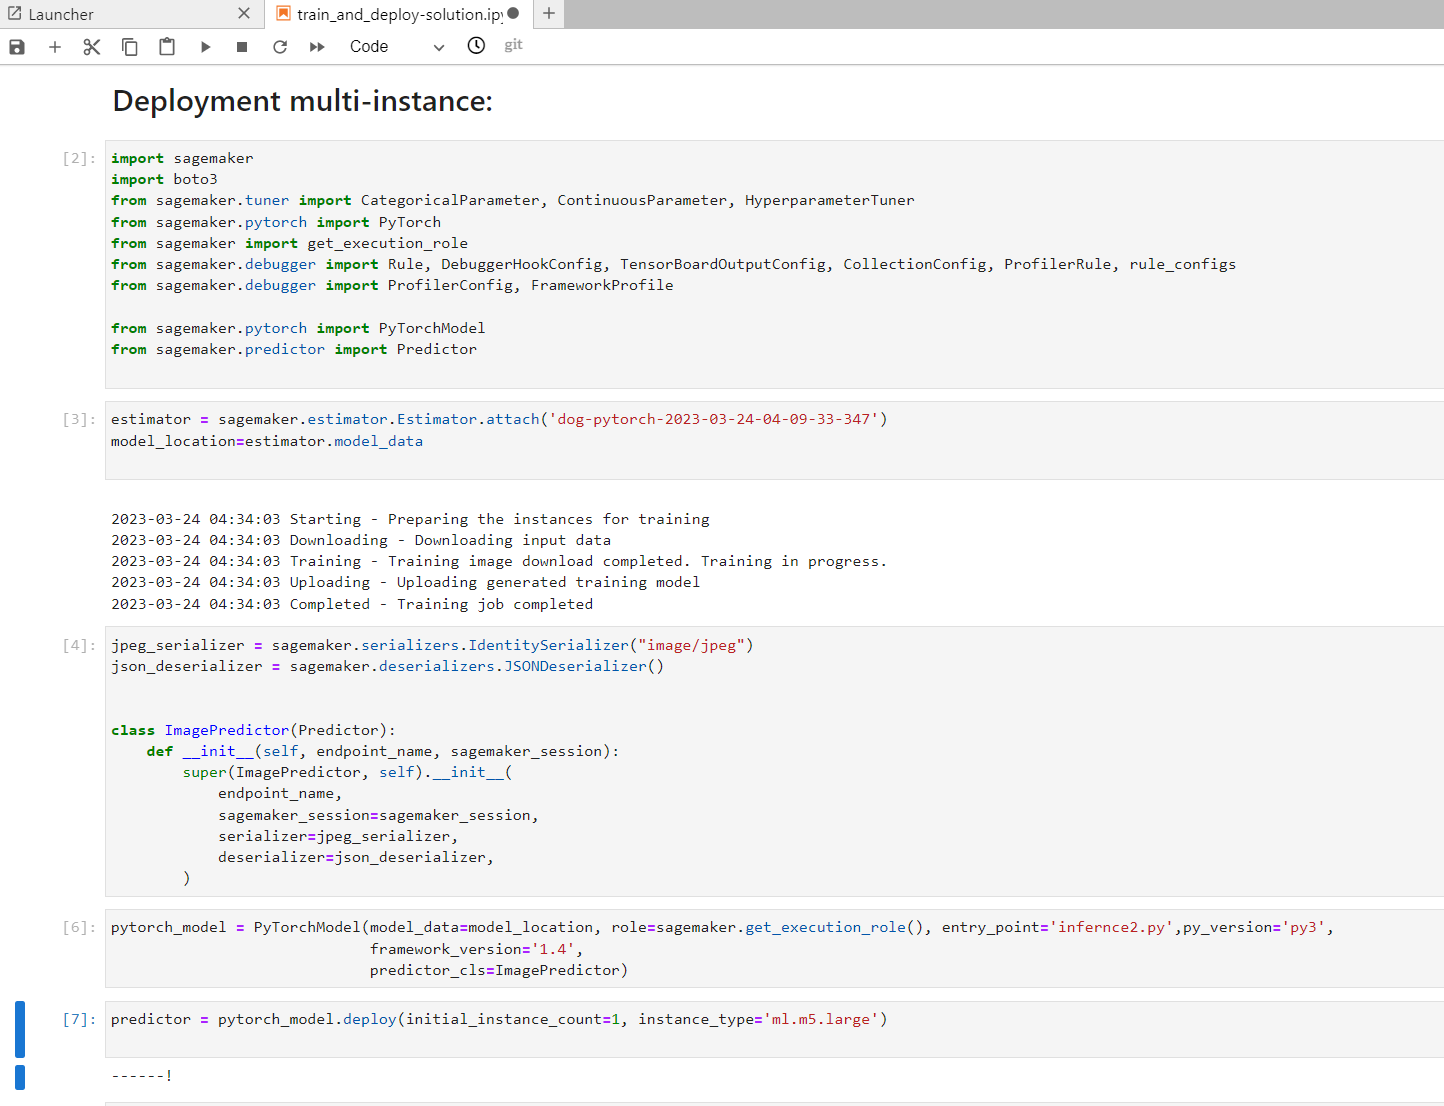 Launcher
train_and_deploy-solution.ipy
Code
git
Deployment multi-instance:
[2]:
import sagemaker
import boto3
from sagemaker.tuner import CategoricalParameter, ContinuousParameter, HyperparameterTuner
from sagemaker.pytorch import PyTorch
from sagemaker import get_execution_role
from sagemaker.debugger import Rule, DebuggerHookConfig, TensorBoardOutputConfig, CollectionConfig, ProfilerRule, rule_configs
from sagemaker.debugger import ProfilerConfig, FrameworkProfile
from sagemaker.pytorch import PyTorchModel
from sagemaker.predictor import Predictor
[3]:
estimator = sagemaker.estimator.Estimator.attach('dog-pytorch-2023-03-24-04-09-33-347')
model_location=estimator.model_data
2023-03-24 04:34:03 Starting - Preparing the instances for training
2023-03-24 04:34:03 Downloading - Downloading input data
2023-03-24 04:34:03 Training - Training image download completed. Training in progress.
2023-03-24 04:34:03 Uploading - Uploading generated training model
2023-03-24 04:34:03 Completed - Training job completed
[4]:
jpeg_serializer = sagemaker.serializers.IdentitySerializer("image/jpeg")
json_deserializer = sagemaker.deserializers.JSONDeserializer()
class ImagePredictor(Predictor):
    def __init__(self, endpoint_name, sagemaker_session):
        super(ImagePredictor, self).__init__(
            endpoint_name,
            sagemaker_session=sagemaker_session,
            serializer=jpeg_serializer,
            deserializer=json_deserializer,
        )
[6]:
pytorch_model = PyTorchModel(model_data=model_location, role=sagemaker.get_execution_role(), entry_point='infernce2.py',py_version='py3',
                             framework_version='1.4',
                             predictor_cls=ImagePredictor)
[7]:
predictor = pytorch_model.deploy(initial_instance_count=1, instance_type='ml.m5.large')
------!